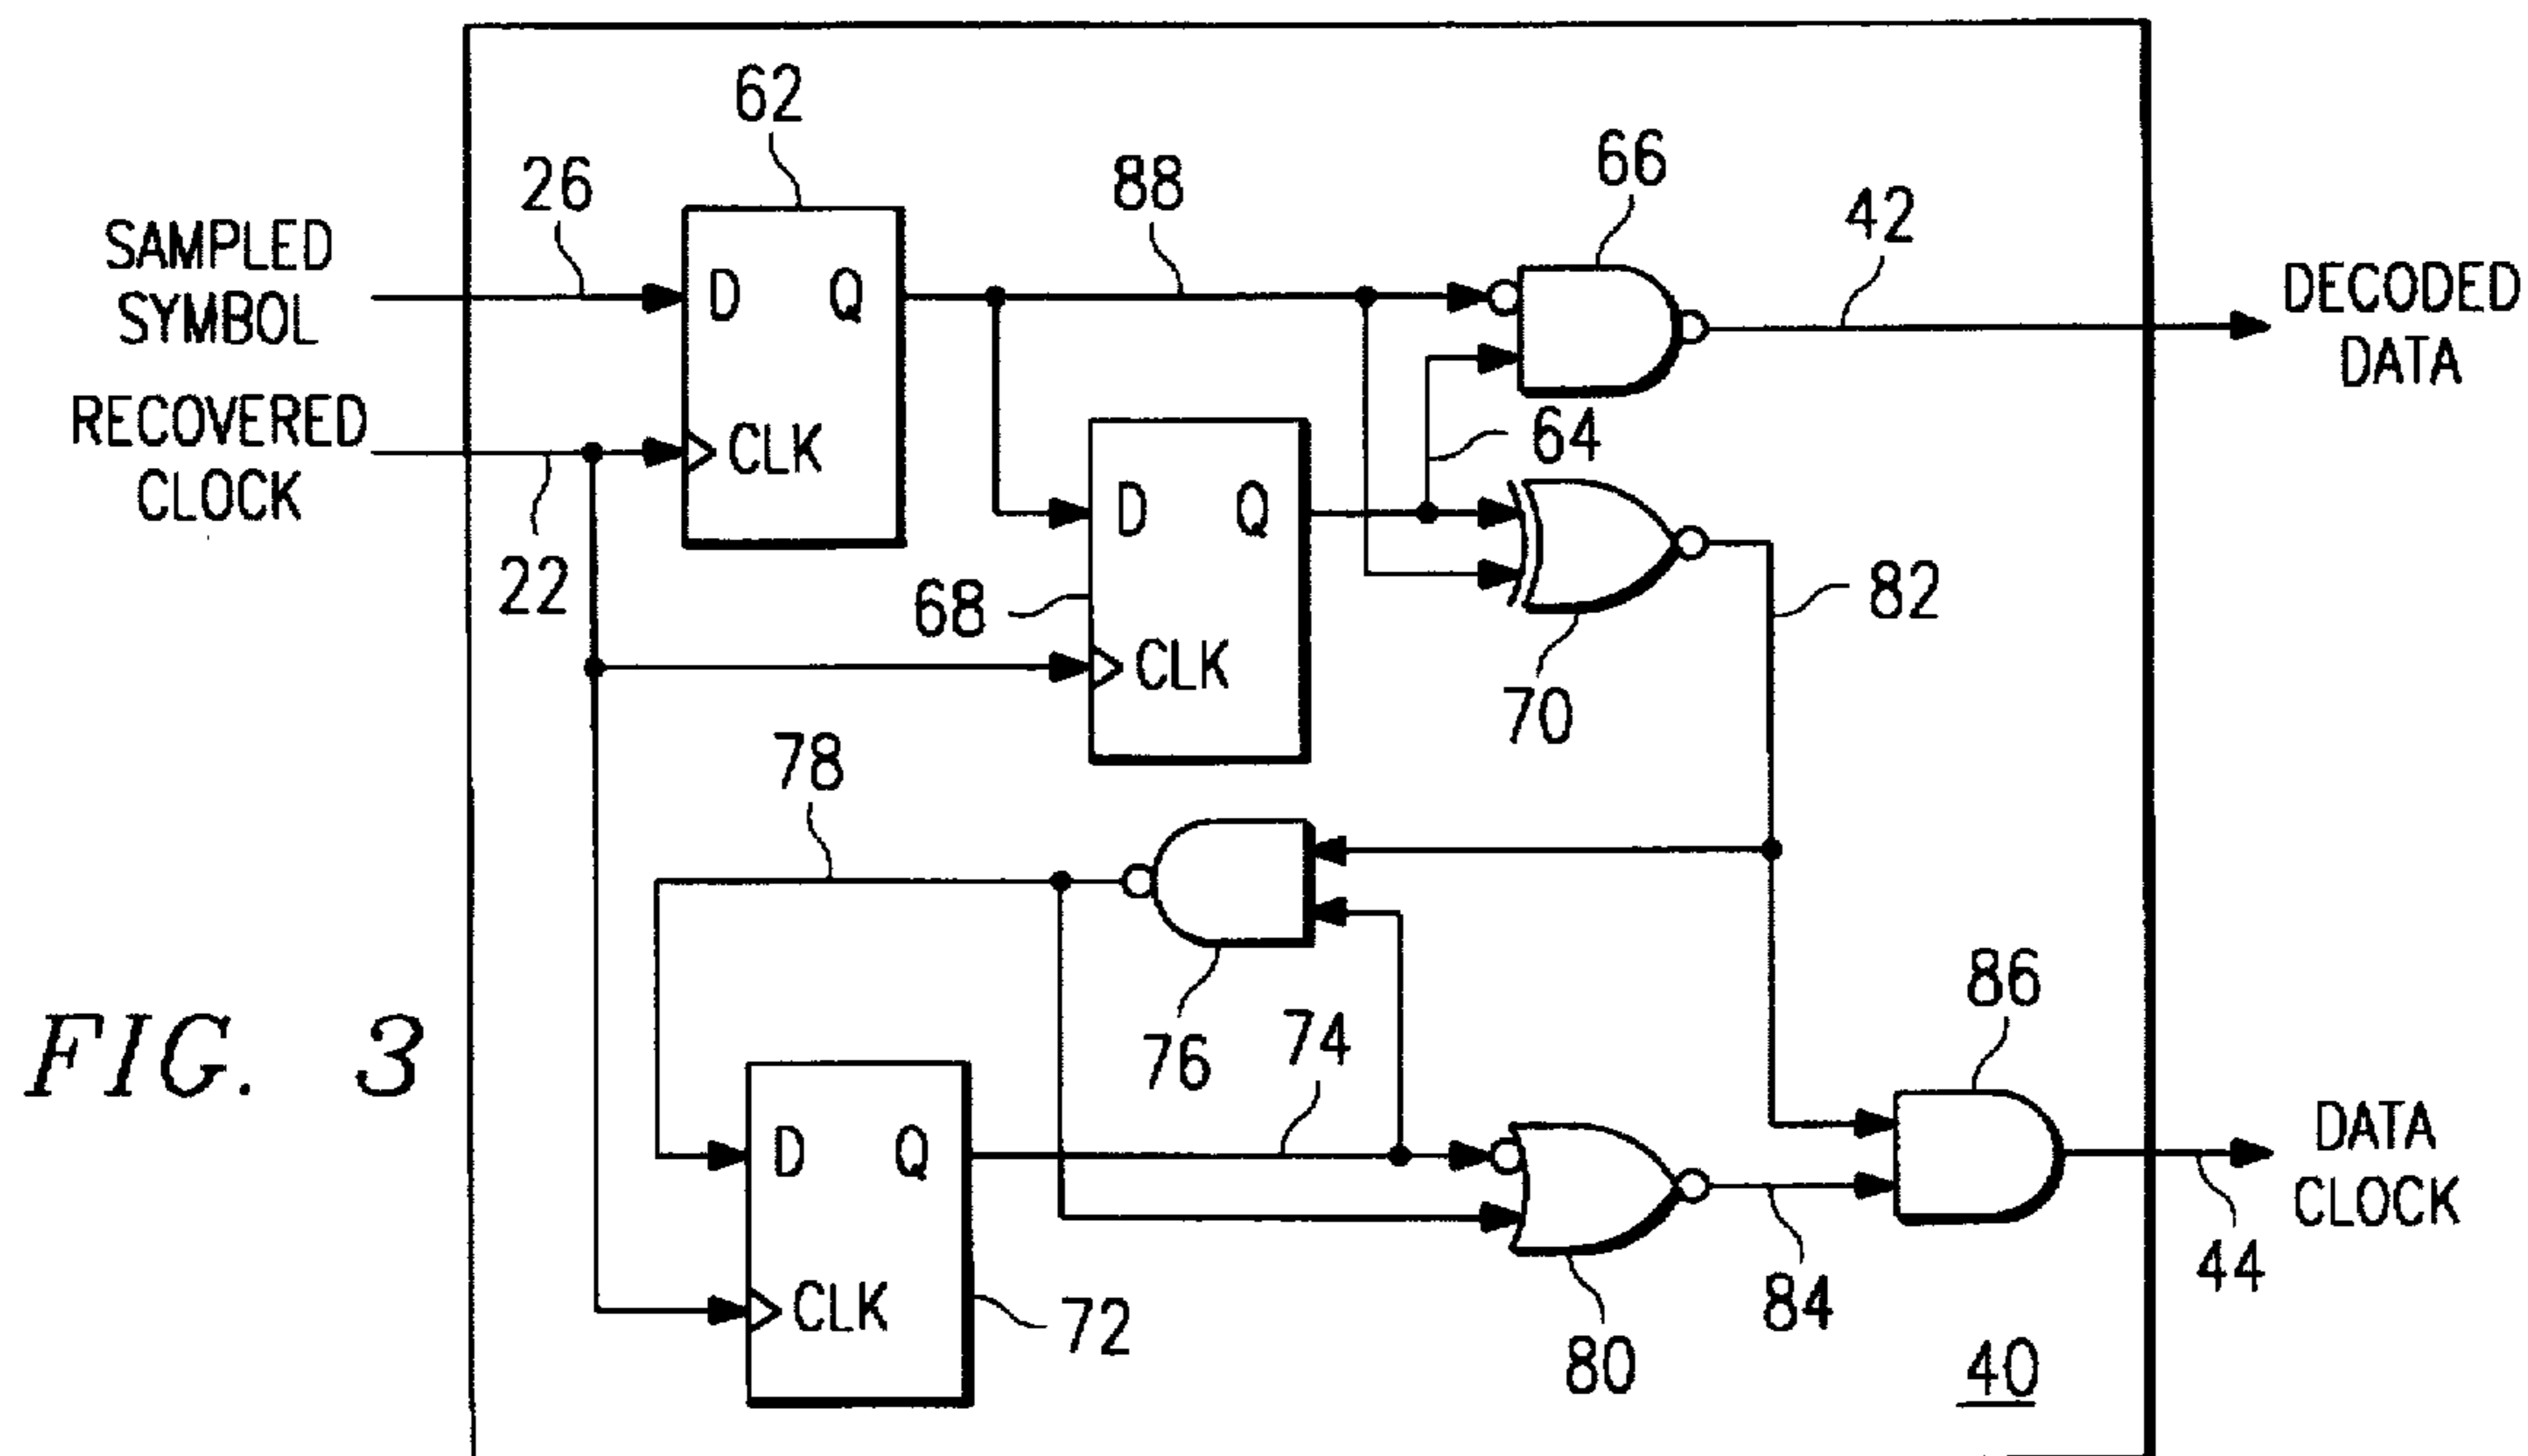 62
26
88
66
42
SAMPLED
SYMBOL
D Q
DECODED
DATA
RECOVERED
CLOCK
CLK
64
22
D Q
68
82
CLK
70
78
76
74
86
FIG. 3
D Q
DATA
CLOCK
CLK
72
80
84
44
40